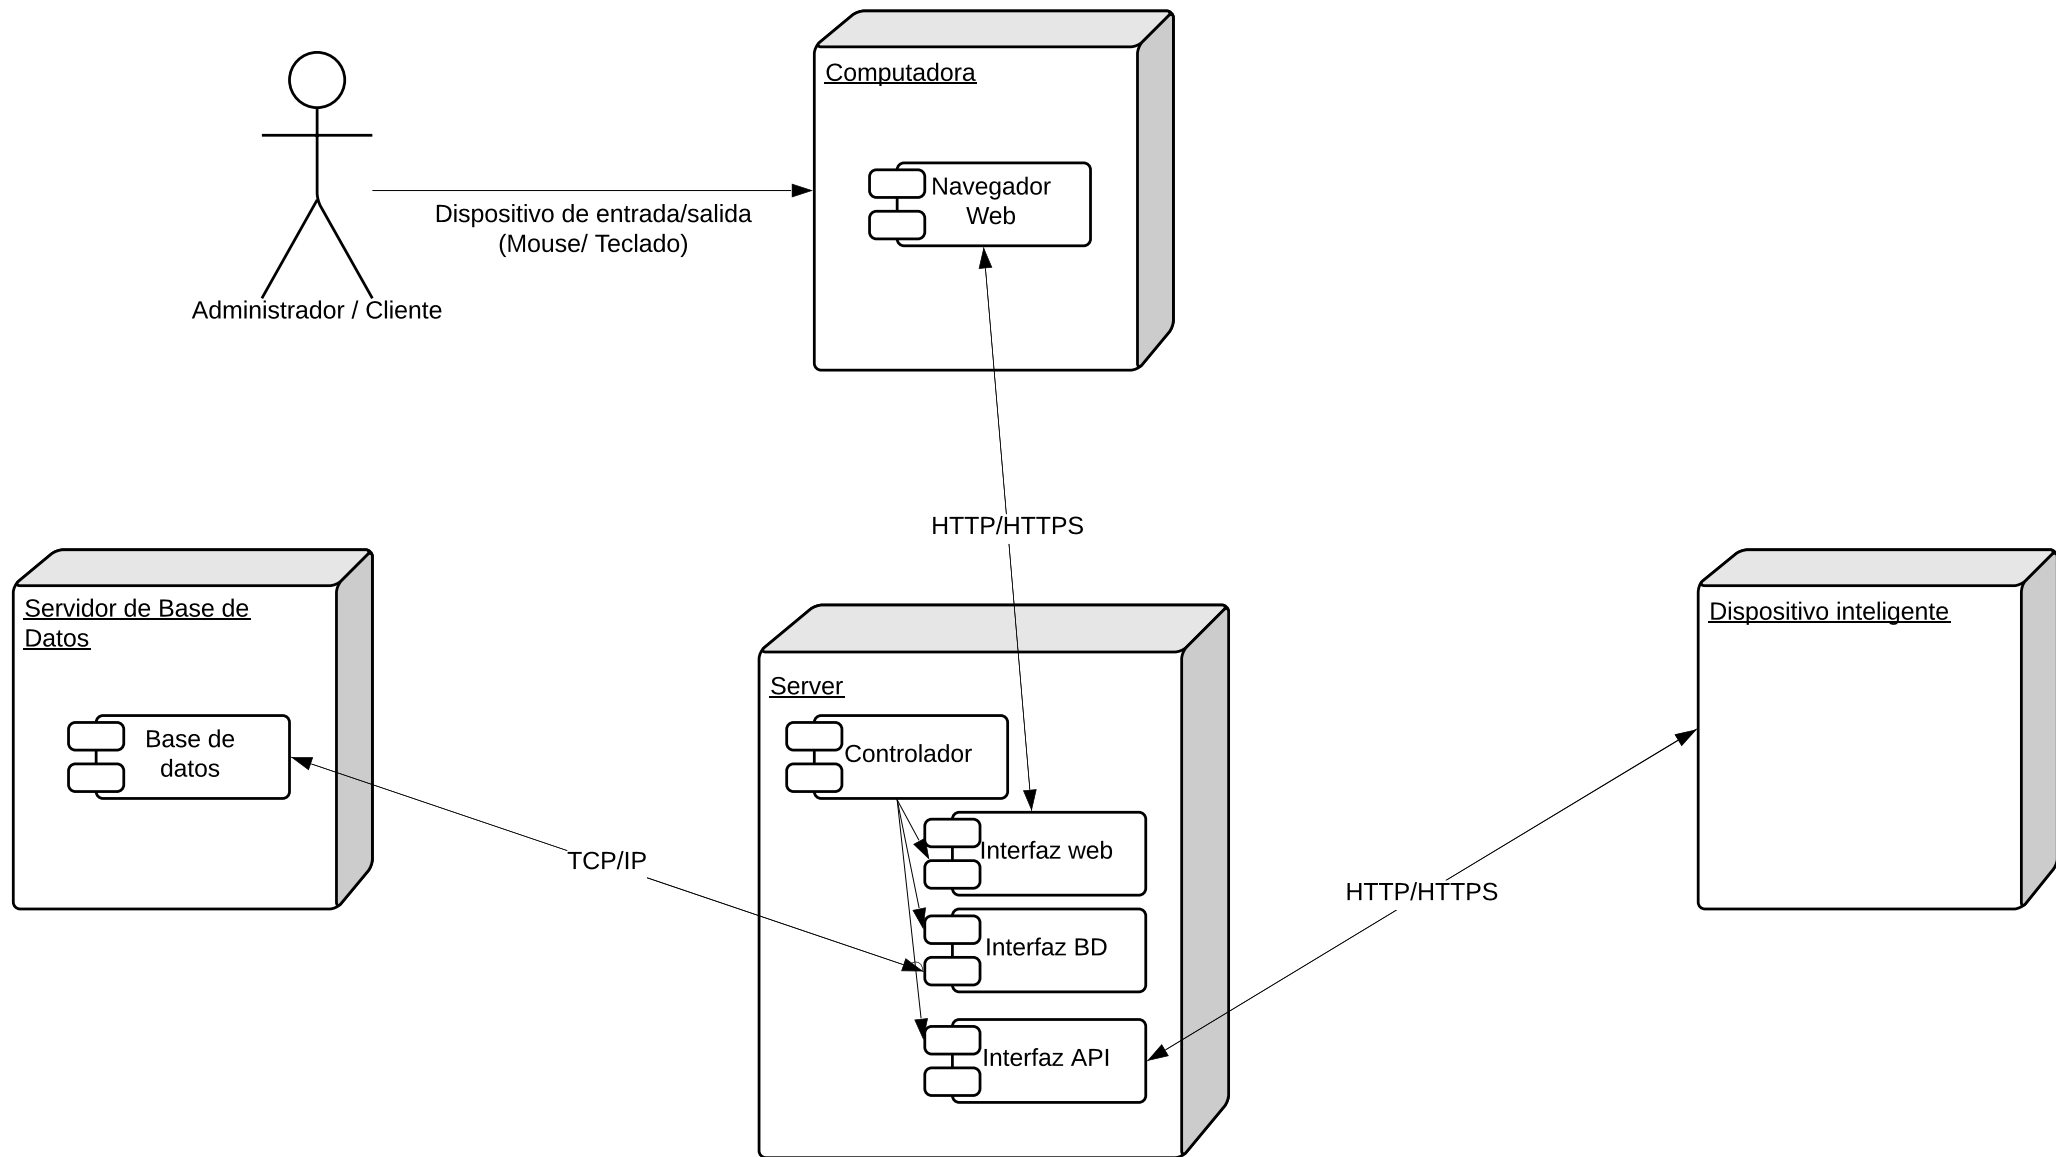 Computadora
Navegador
Web
Dispositivo de entrada/salida
(Mouse/ Teclado)
Administrador / Cliente
HTTP/HTTPS
Servidor de Base de
Datos
Base de
datos
TCP/IP
Server
Controlador
Interfaz web
Interfaz BD
Interfaz API
HTTP/HTTPS
Dispositivo inteligente